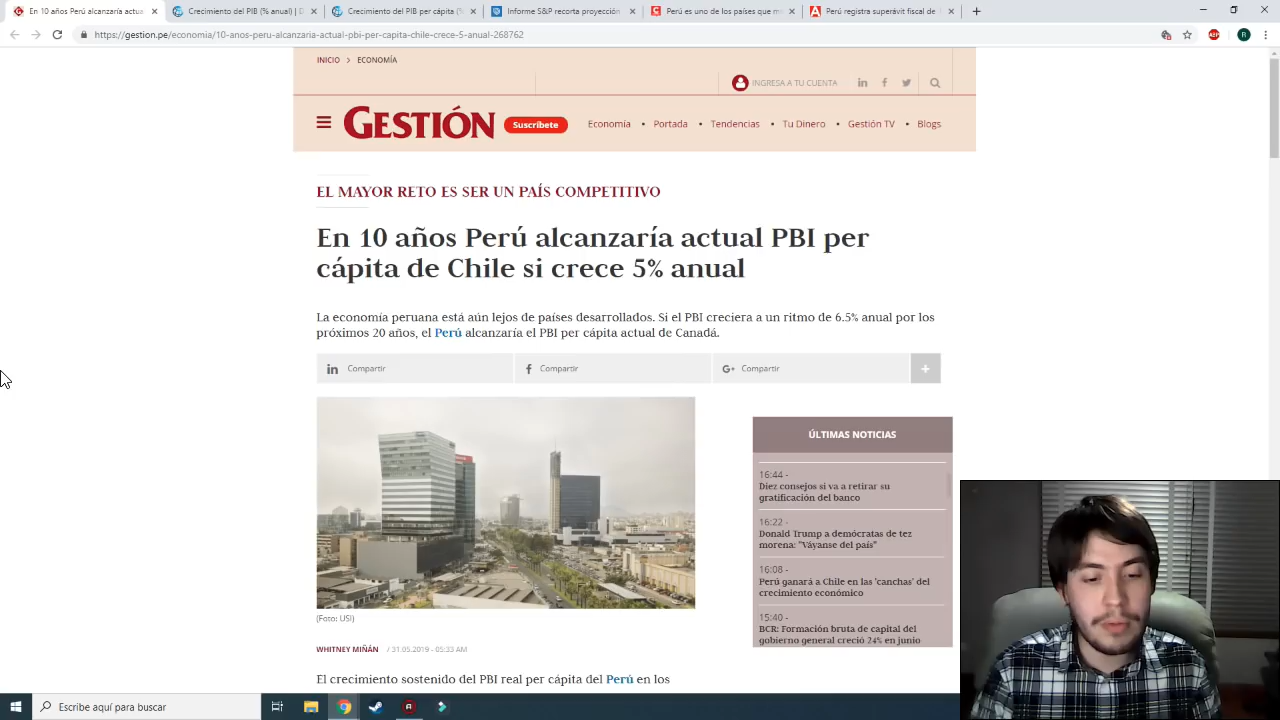 En 10 años Perú alcanzaría actual
Crecimiento del PBI (% anual) | D
Crecimiento del PIB per cápita (%
Informe S&P recorta proyección
Perú es uno de los países que m
Perú registra superávit fiscal de
https://gestion.pe/economia/10-anos-peru-alcanzaria-actual-pbi-per-capita-chile-crece-5-anual-268762
ABP
R
INICIO > ECONOMÍA
INGRESA A TU CUENTA
GESTIÓN
Suscríbete
Economía • Portada • Tendencias • Tu Dinero • Gestión TV • Blogs
EL MAYOR RETO ES SER UN PAÍS COMPETITIVO
En 10 años Perú alcanzaría actual PBI per
cápita de Chile si crece 5% anual
La economía peruana está aún lejos de países desarrollados. Si el PBI creciera a un ritmo de 6.5% anual por los
próximos 20 años, el Perú alcanzaría el PBI per cápita actual de Canadá.
Compartir
Compartir
Compartir
ÚLTIMAS NOTICIAS
16:44 -
Diez consejos si va a retirar su
gratificación del banco
16:22 -
Donald Trump a demócratas de tez
morena: "Váyanse del país"
16:08 -
Perú ganará a Chile en las 'canchas' del
crecimiento económico
15:40 -
BCR: Formación bruta de capital del
gobierno general creció 24% en junio
(Foto: USI)
WHITNEY MIÑÁN / 31.05.2019 - 05:33 AM
El crecimiento sostenido del PBI real per cápita del Perú en los
Escribe aquí para buscar